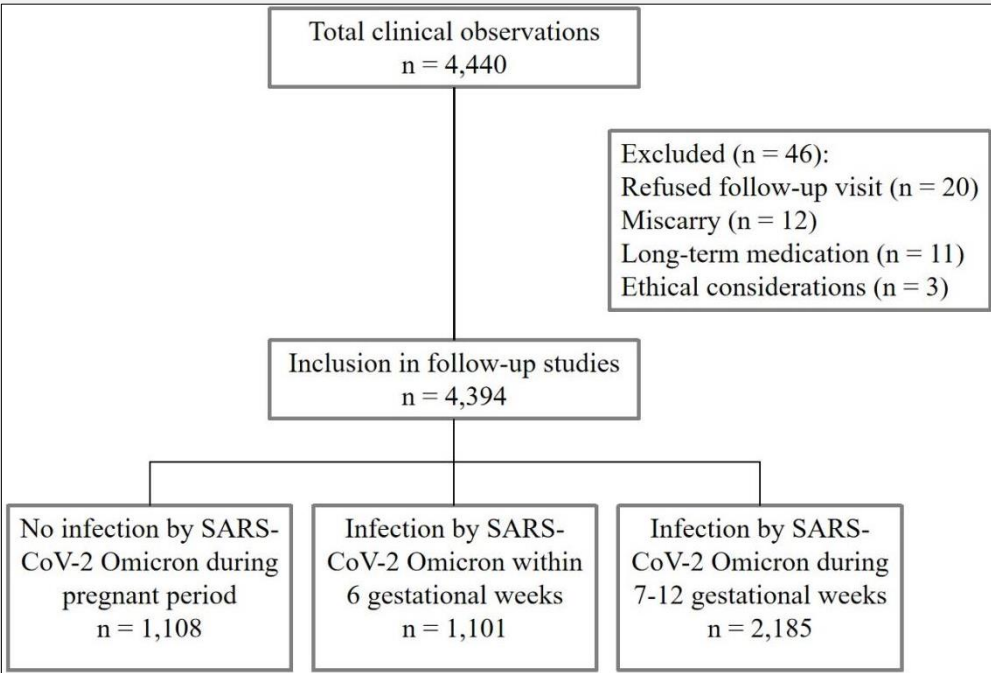 Total clinical observations
n = 4,440
Excluded (n = 46):
Refused follow-up visit (n = 20)
Miscarry (n = 12)
Long-term medication (n = 11)
Ethical considerations (n = 3)
Inclusion in follow-up studies
n = 4,394
No infection by SARS-
CoV-2 Omicron during
pregnant period
n = 1,108
Infection by SARS-
CoV-2 Omicron within
6 gestational weeks
n = 1,101
Infection by SARS-
CoV-2 Omicron during
7-12 gestational weeks
n = 2,185